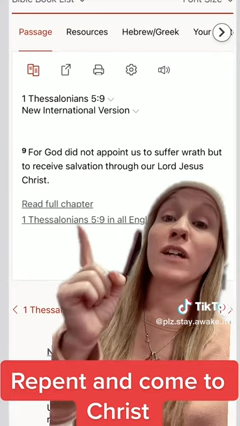 Bible Book List
Font Size
Passage Resources Hebrew/Greek Your
1 Thessalonians 5:9
New International Version
9 For God did not appoint us to suffer wrath but
to receive salvation through our Lord Jesus
Christ.
Read full chapter
1 Thessalonians 5:9 in all Engl
1 Thessa
TikTok
@plz.stay.awake
Repent and come to
Christ